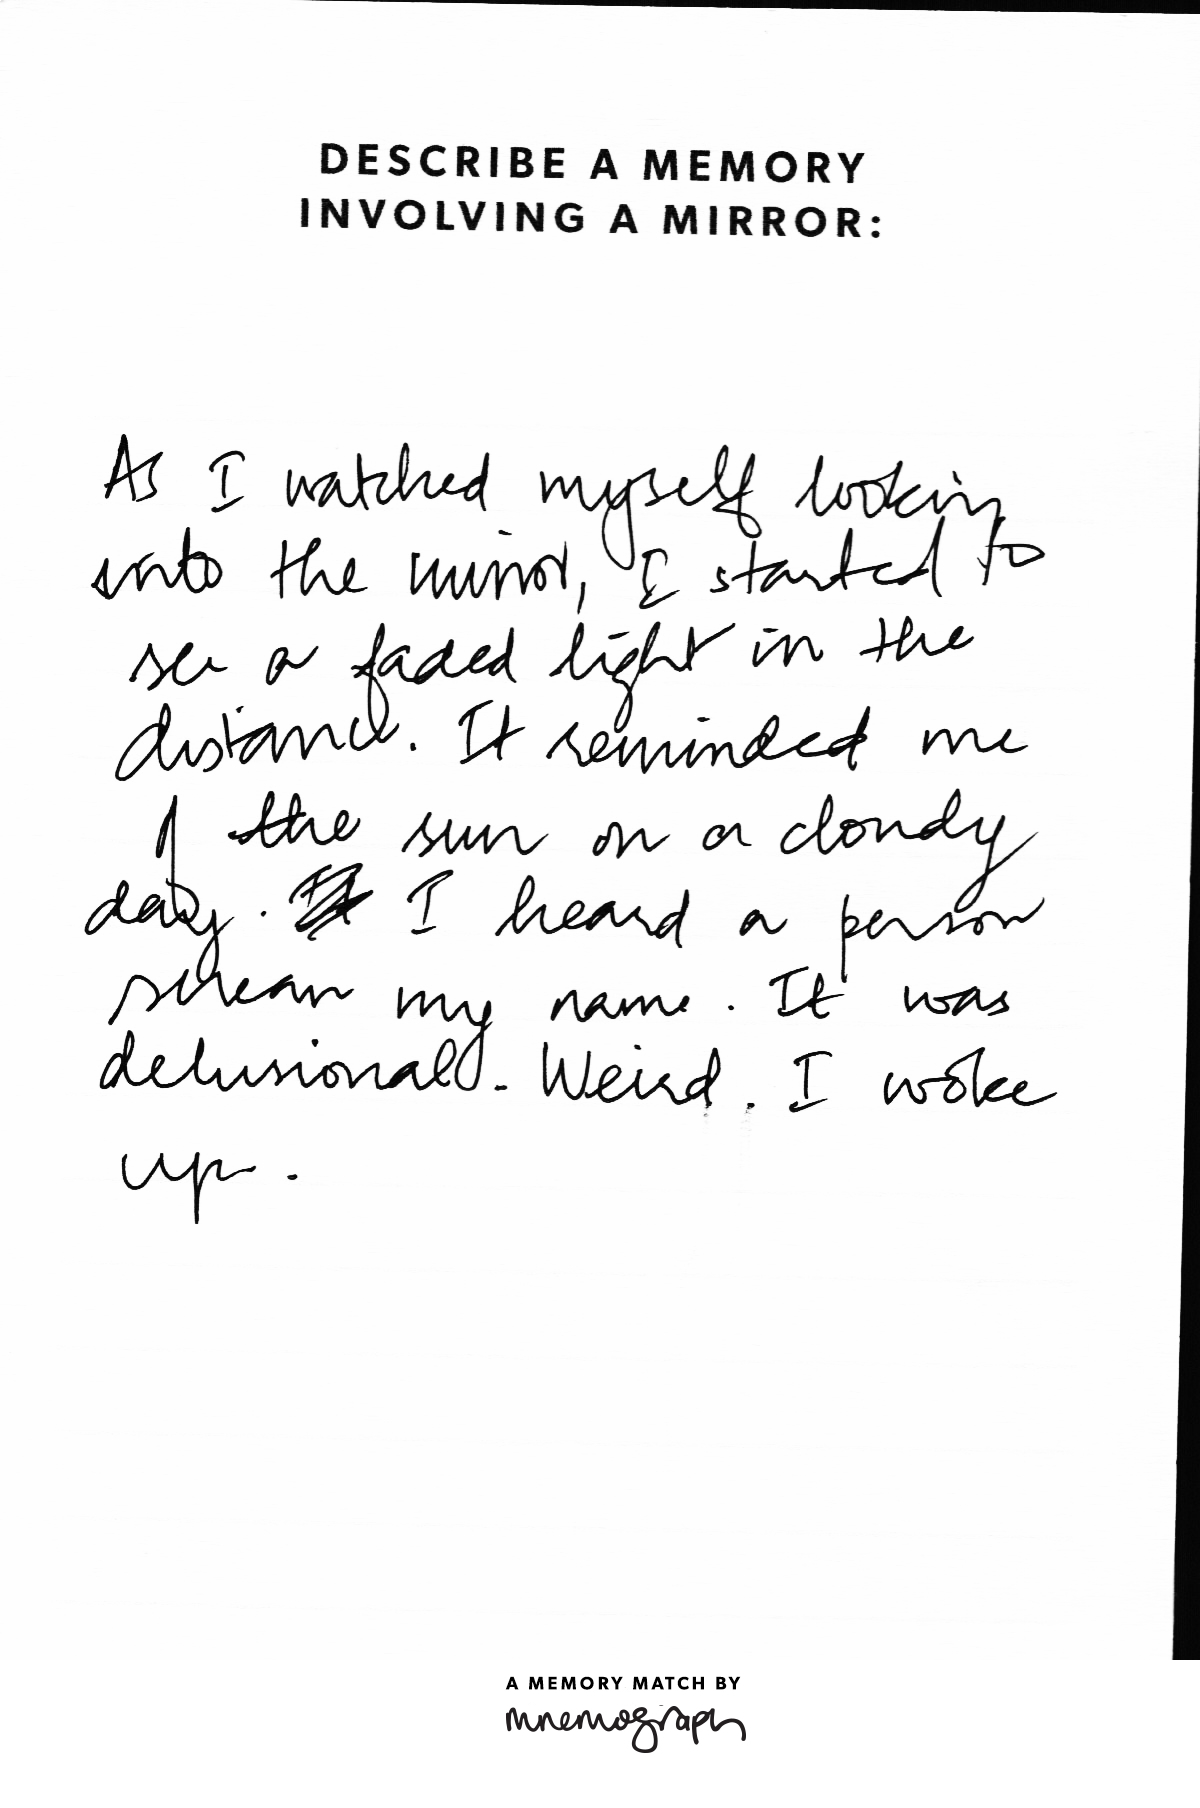 DESCRIBE A MEMORY
INVOLVING A MIRROR:
As I watched myself looking
into the mirror, I started to
see a faded light in the
distance. It reminded me
of the sun on a cloudy
day. I heard a person
scream my name. It was
delusional. Weird. I woke
up.
A MEMORY MATCH BY
mnemograph